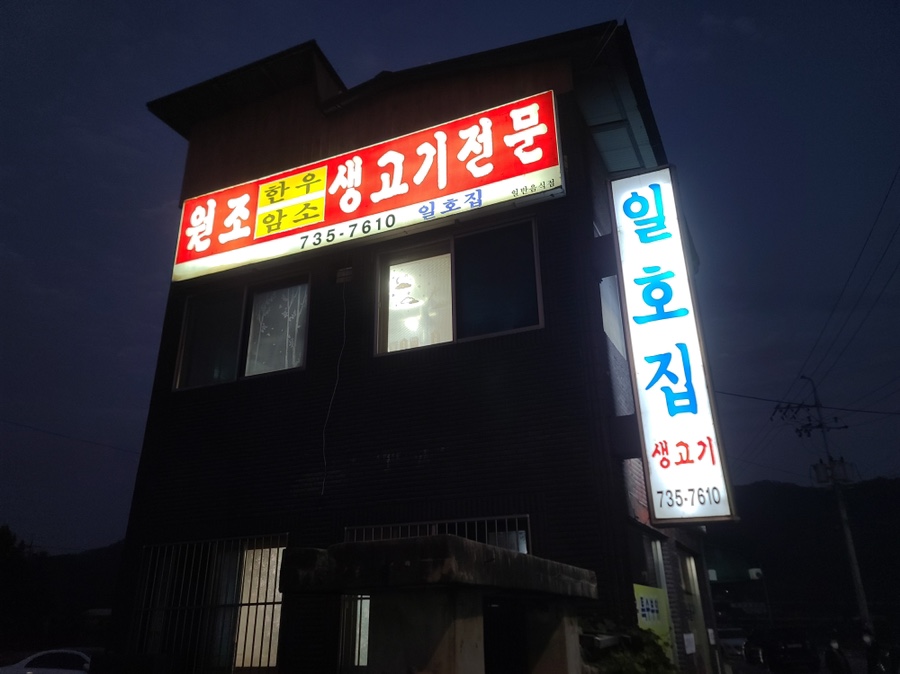 원조 한우 암소 생고기전문
735-7610 일호집 일반음식점
일호집
생고기
735-7610